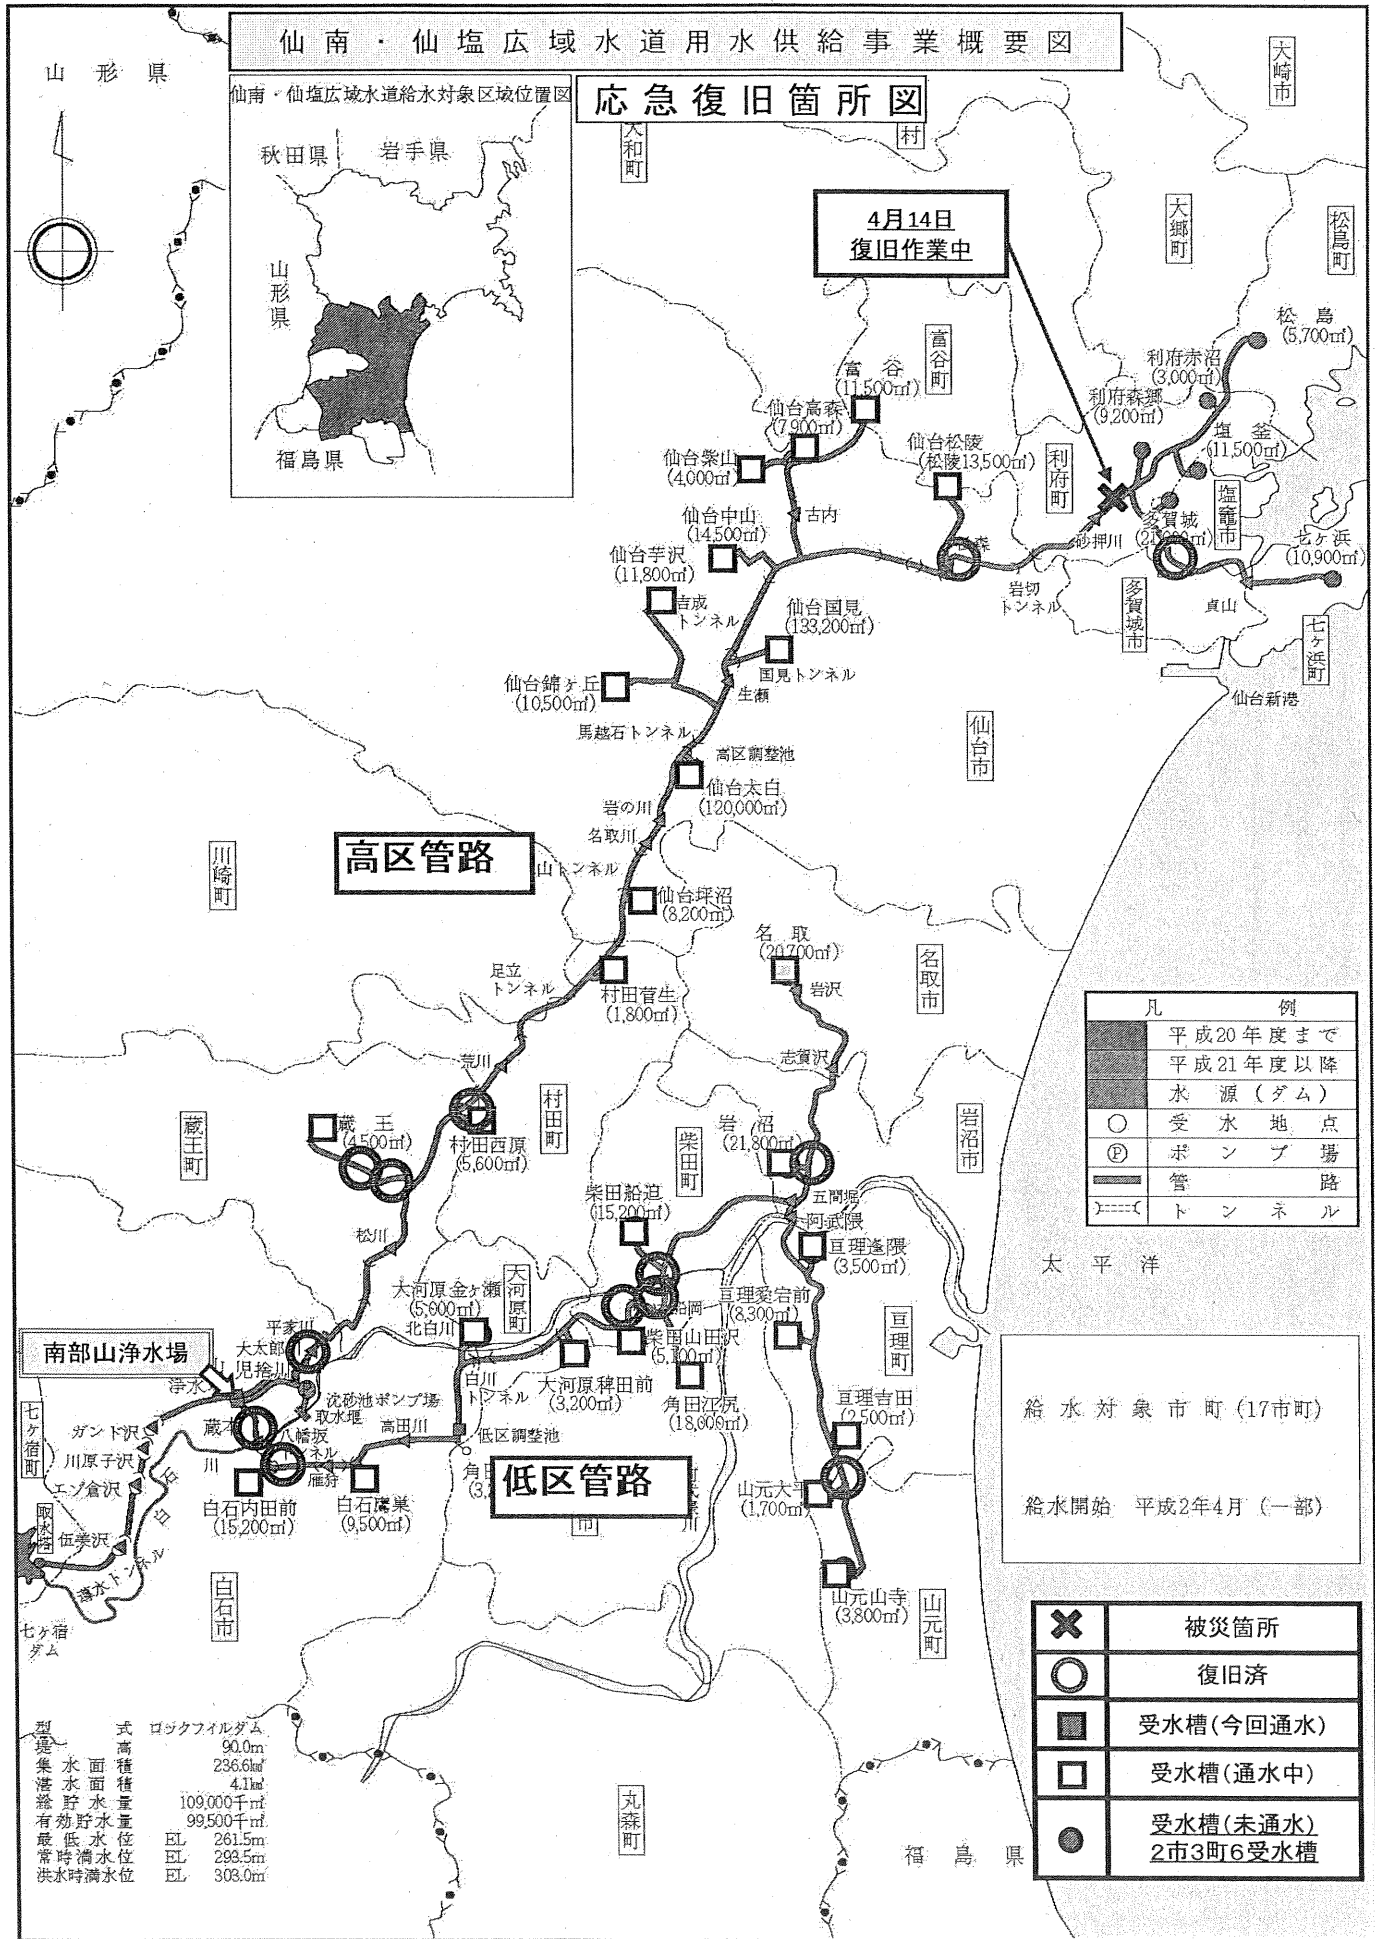 仙南・仙塩広域水道用水供給事業概要図
応急復旧箇所図
仙南・仙塩広域水道給水対象区域位置図
秋田県
岩手県
山形県
福島県
山形県
大崎市
大和町
村
大郷町
松島町
4月14日
復旧作業中
松島
(5,700㎥)
利府赤沼
(3,000㎥)
利府森郷
(9,200㎥)
塩釜
(11,500㎥)
塩竈市
富谷町
富谷
(11,500㎥)
仙台高森
(7,900㎥)
仙台柴山
(4,000㎥)
仙台松陵
(松陵13,500㎥)
利府町
仙台中山
(14,500㎥)
古内
砂押川
多賀城
七ヶ浜
(10,900㎥)
仙台芋沢
(11,800㎥)
吉成
トンネル
仙台国見
(133,200㎥)
岩切
トンネル
多賀城市
貞山
七ヶ浜町
国見トンネル
仙台錦ヶ丘
(10,500㎥)
生瀬
仙台新港
馬越石トンネル
高区調整池
仙台市
仙台太白
(120,000㎥)
岩の川
名取川
高区管路
山トンネル
川崎町
仙台坪沼
(8,200㎥)
名取
(20,700㎥)
名取市
岩沢
足立
トンネル
村田菅生
(1,800㎥)
志賀沢
荒川
村田町
蔵王町
蔵王
(4,500㎥)
村田西原
(5,600㎥)
柴田町
岩沼
(21,800㎥)
岩沼市
柴田船迫
(15,200㎥)
五間堀
阿武隈
亘理逢隈
(3,500㎥)
松川
大河原金ヶ瀬
(5,000㎥)
大河原町
北白川
船岡
亘理愛宕前
(8,300㎥)
亘理町
平家川
大太郎川
児捨川
南部山浄水場
柴田山田沢
(5,100㎥)
白川
トンネル
大河原稗田前
(3,200㎥)
角田江尻
(18,000㎥)
沈砂池ポンプ場
取水堰
亘理吉田
(2,500㎥)
七ヶ宿町
ガント沢
川原子沢
エゾ倉沢
伍美沢
取水塔
導水トンネル
七ヶ宿
ダム
蔵本
八幡坂
トンネル
雁狩
高田川
低区調整池
低区管路
白石川
白石内田前
(15,200㎥)
白石鷹巣
(9,500㎥)
山元大平
(1,700㎥)
山元山寺
(3,800㎥)
山元町
白石市
丸森町
福島県
太平洋
凡例
平成20年度まで
平成21年度以降
水源(ダム)
受水地点
Ⓟ ポンプ場
管路
トンネル
給水対象市町(17市町)
給水開始 平成2年4月(一部)
被災箇所
復旧済
受水槽(今回通水)
受水槽(通水中)
受水槽(未通水)
2市3町6受水槽
型式 ロックフィルダム
堤高 90.0m
集水面積 236.6k㎡
湛水面積 4.1k㎡
総貯水量 109,000千㎥
有効貯水量 99,500千㎥
最低水位 EL 261.5m
常時満水位 EL 293.5m
洪水時満水位 EL 303.0m